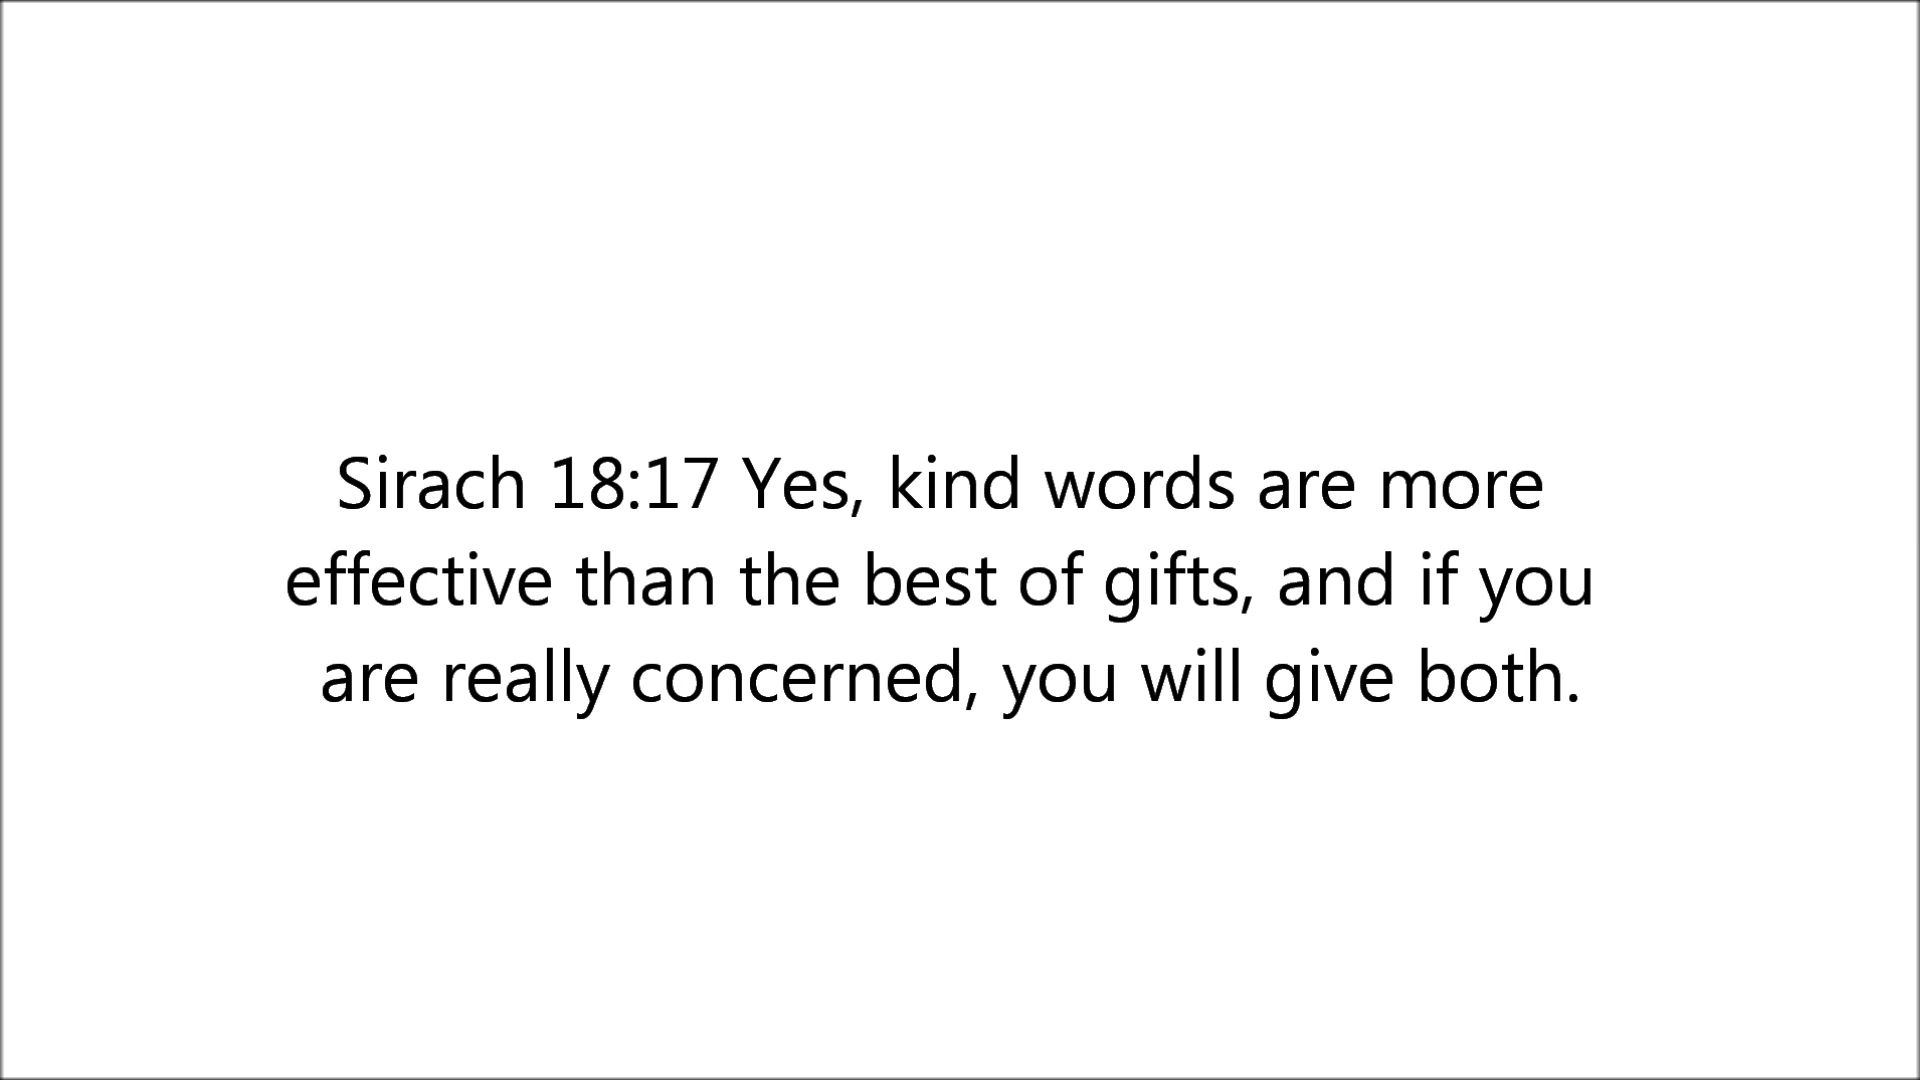 Sirach 18:17 Yes, kind words are more
effective than the best of gifts, and if you
are really concerned, you will give both.